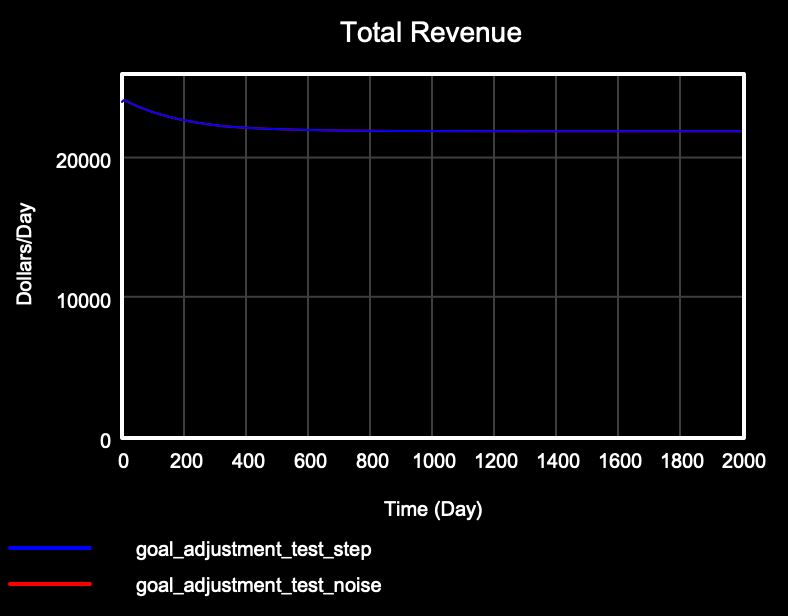 Total Revenue
Dollars/Day
20000
10000
0
0 200 400 600 800 1000 1200 1400 1600 1800 2000
Time (Day)
goal_adjustment_test_step
goal_adjustment_test_noise